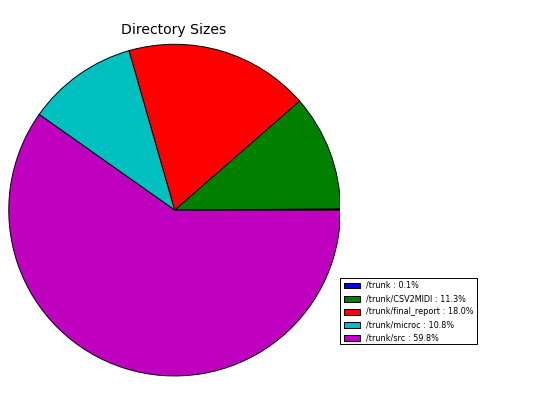 Directory Sizes
/trunk : 0.1%
/trunk/CSV2MIDI : 11.3%
/trunk/final_report : 18.0%
/trunk/microc : 10.8%
/trunk/src : 59.8%